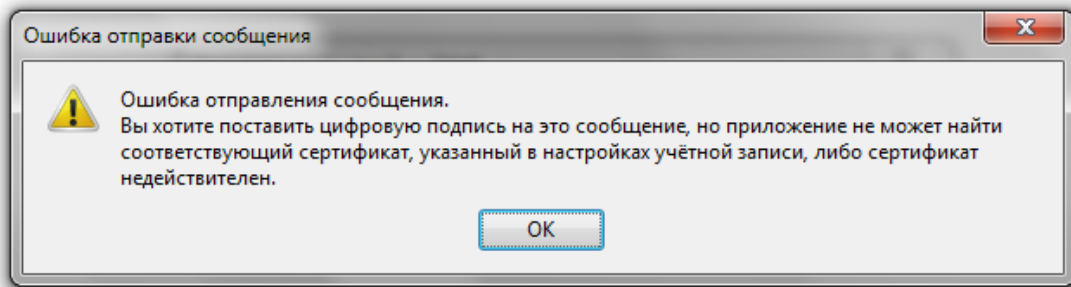 Ошибка отправки сообщения
Ошибка отправления сообщения.
Вы хотите поставить цифровую подпись на это сообщение, но приложение не может найти
соответствующий сертификат, указанный в настройках учётной записи, либо сертификат
недействителен.
ОК